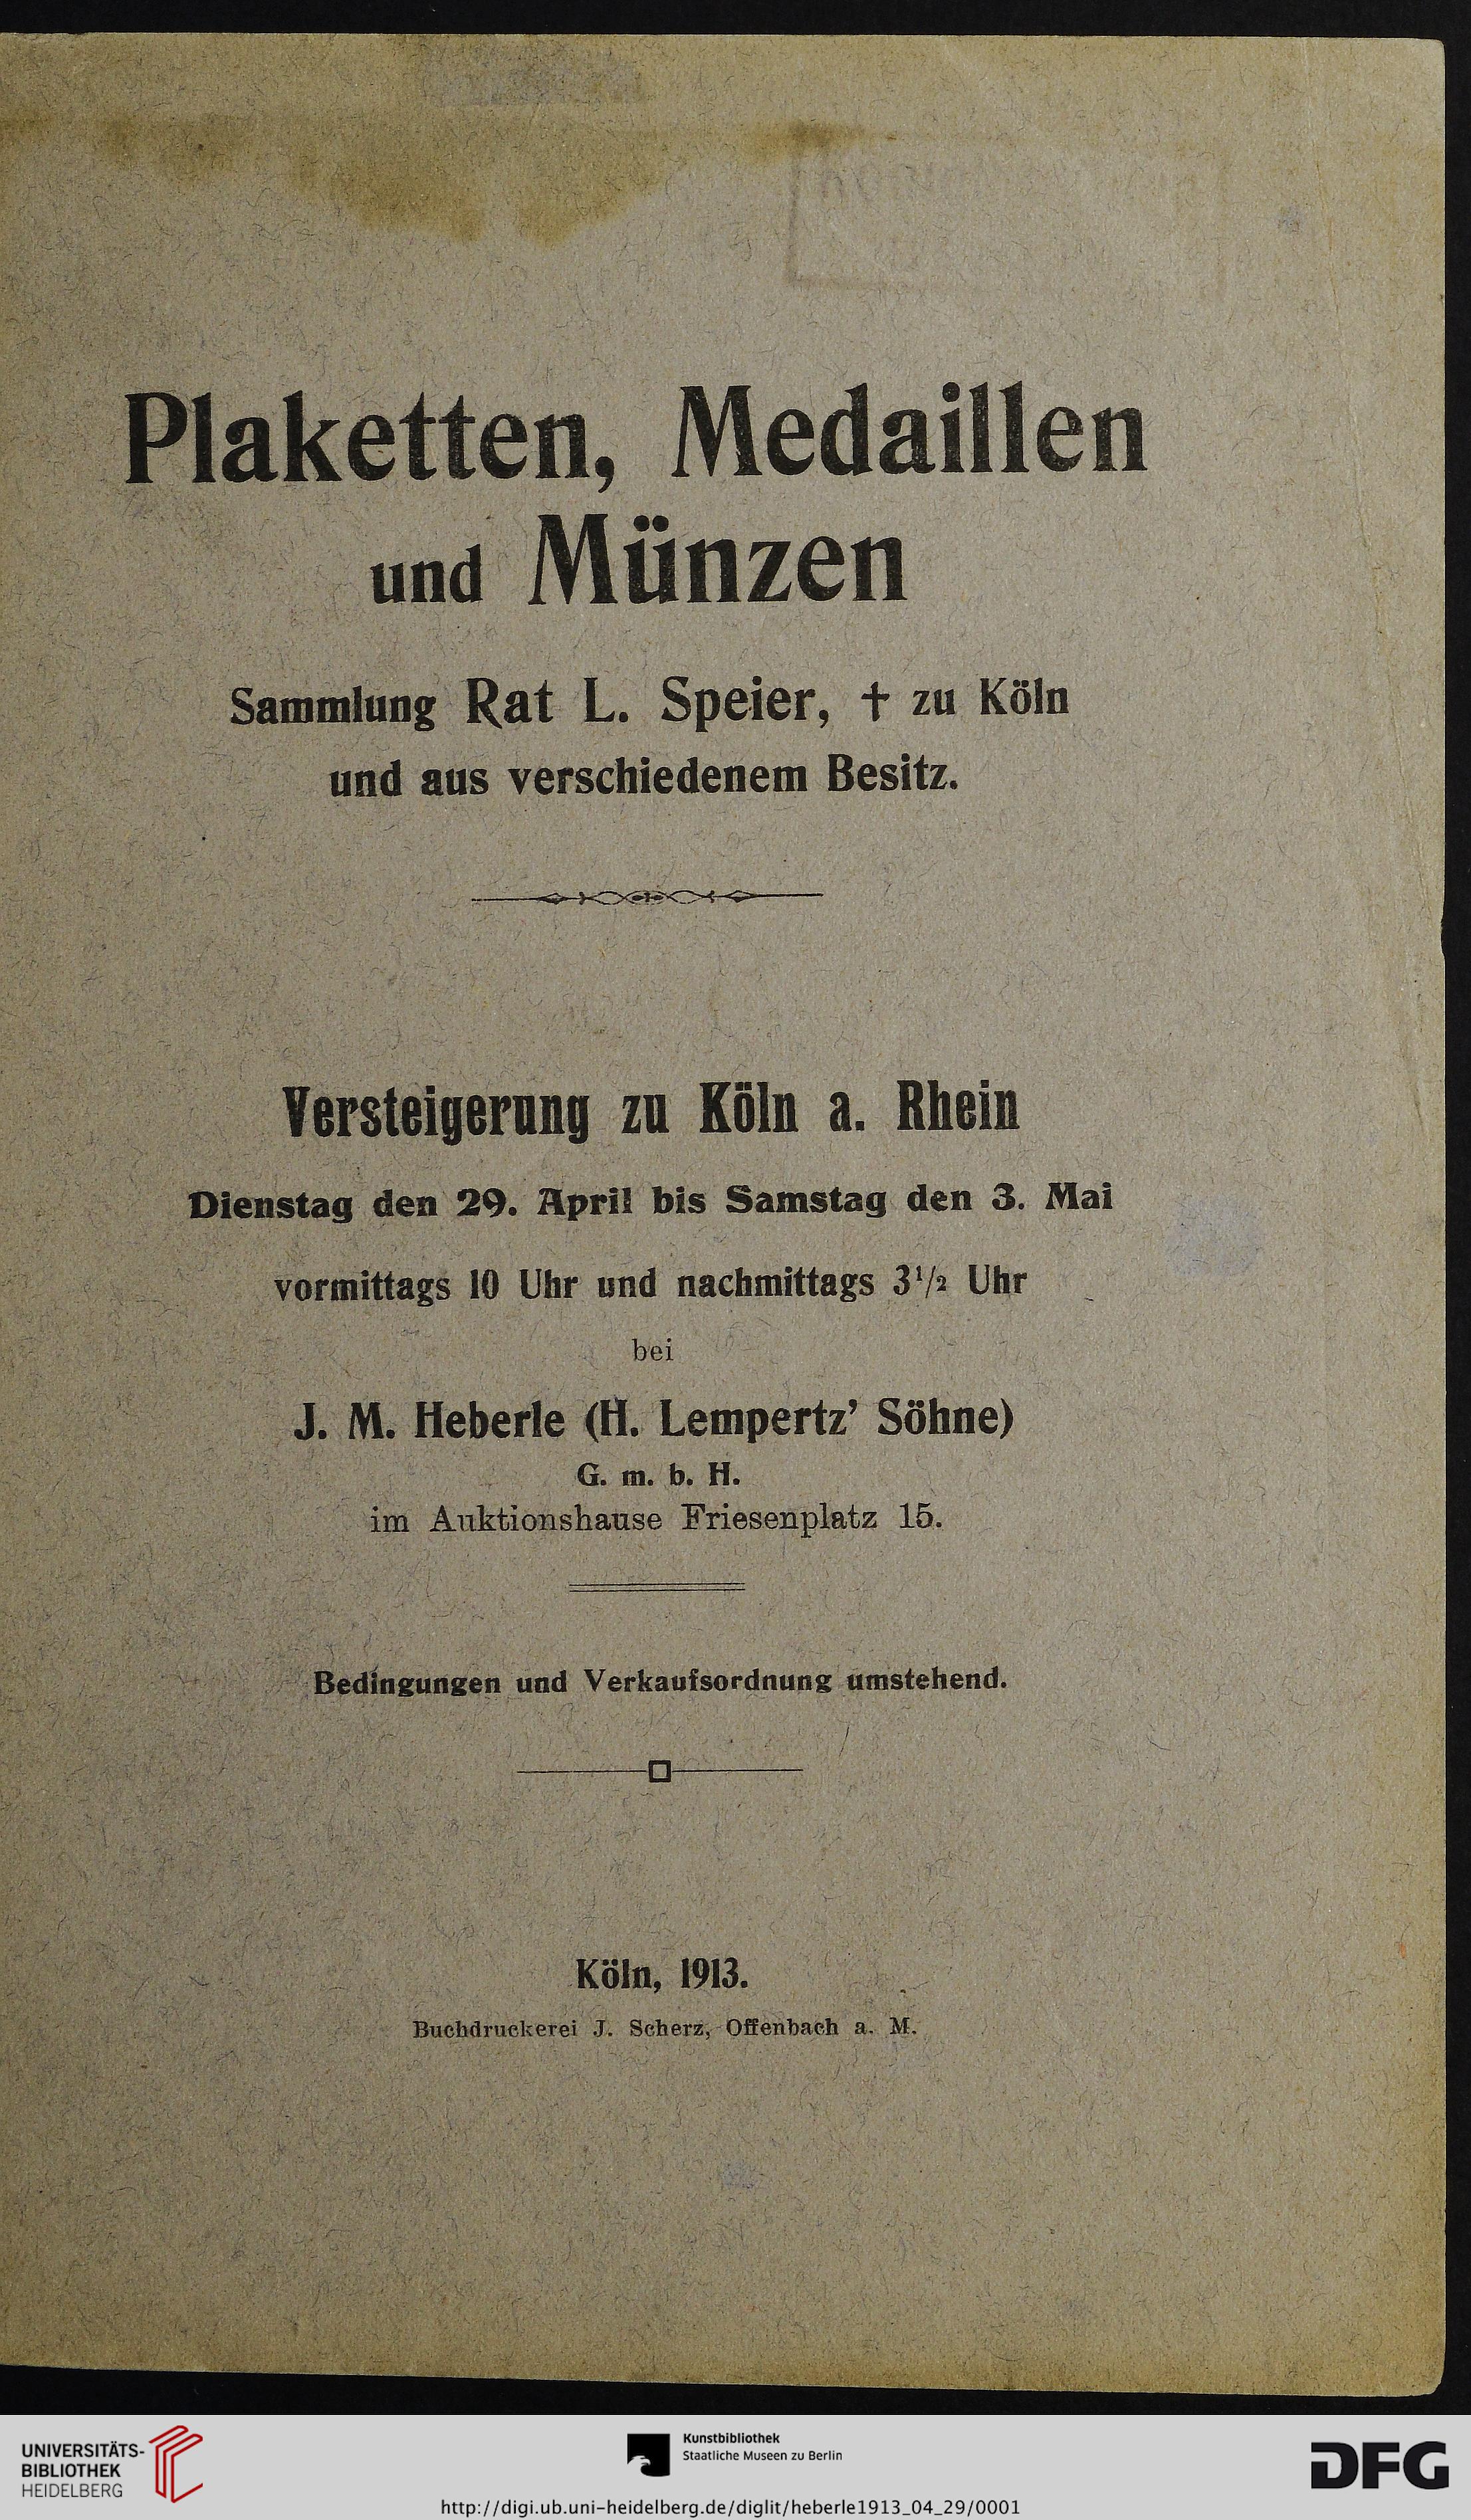 Plaketten, Medaillen
und Münzen
Sammlung Rat L. Speier, † zu Köln
und aus verschiedenem Besitz.
Versteigerung zu Köln a. Rhein
Dienstag den 29. April bis Samstag den 3. Mai
vormittags 10 Uhr und nachmittags 3½ Uhr
bei
J. M. Heberle (H. Lempertz’ Söhne)
G. m. b. H.
im Auktionshause Friesenplatz 15.
Bedingungen und Verkaufsordnung umstehend.
Köln, 1913.
Buchdruckerei J. Scherz, Offenbach a. M.
UNIVERSITÄTS-
BIBLIOTHEK
HEIDELBERG
Kunstbibliothek
Staatliche Museen zu Berlin
DFG
http://digi.ub.uni-heidelberg.de/diglit/heberle1913_04_29/0001